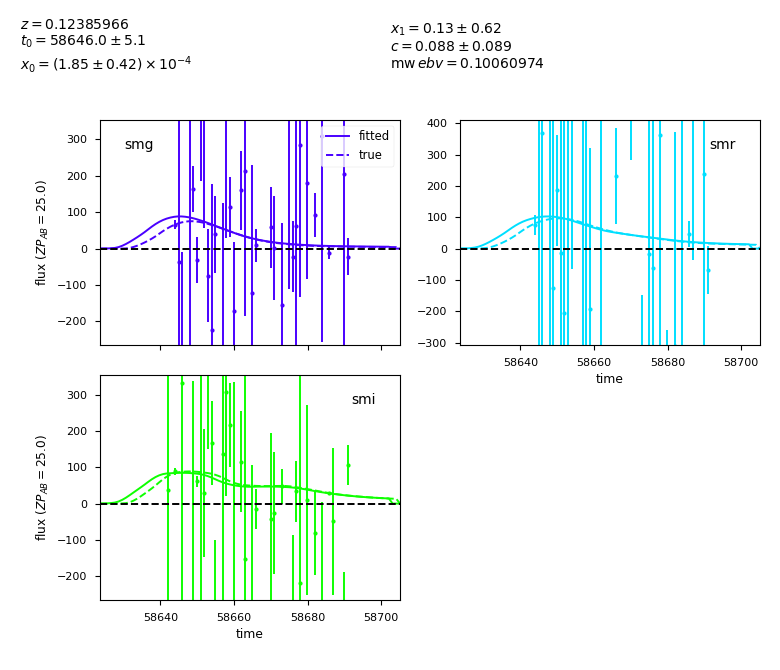 z = 0.12385966
t₀ = 58646.0 ± 5.1
x₀ = (1.85 ± 0.42) × 10⁻⁴
x₁ = 0.13 ± 0.62
c = 0.088 ± 0.089
mw ebv = 0.10060974
smg
fitted
true
300
200
100
0
−100
−200
flux (ZP_AB = 25.0)
smr
400
300
200
100
0
−100
−200
−300
58640
58660
58680
58700
time
smi
300
200
100
0
−100
−200
flux (ZP_AB = 25.0)
58640
58660
58680
58700
time